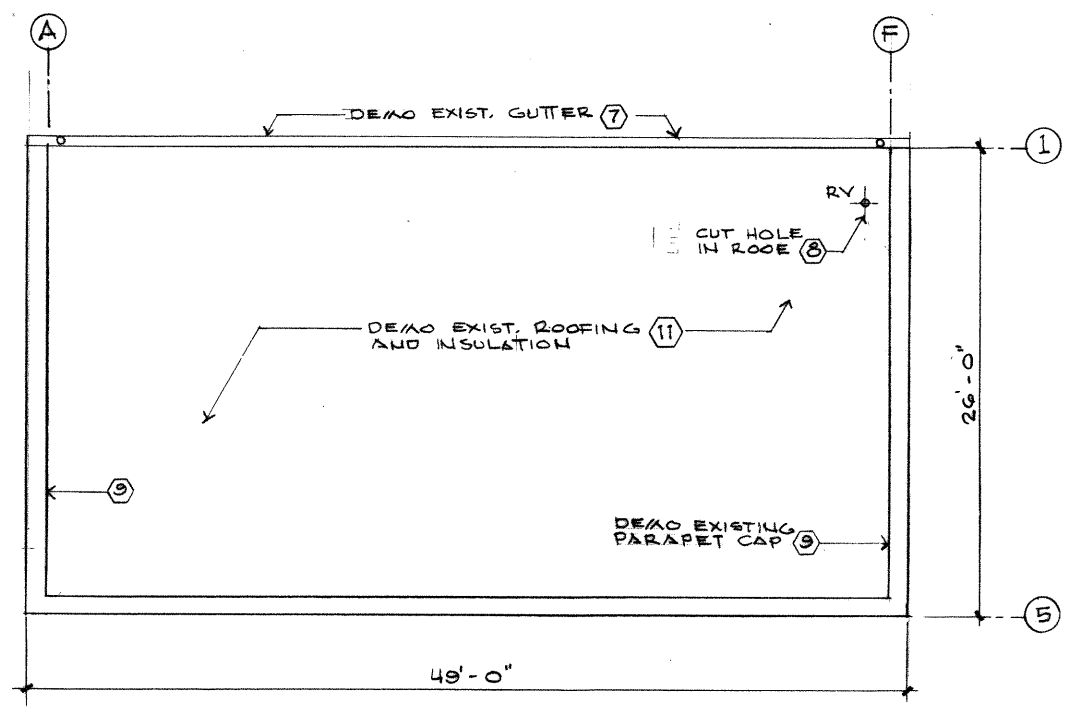 A
F
DEMO EXIST. GUTTER 7
1
RV
CUT HOLE
IN ROOF 8
DEMO EXIST. ROOFING 11
AND INSULATION
26'-0"
9
DEMO EXISTING
PARAPET CAP 9
5
49'-0"